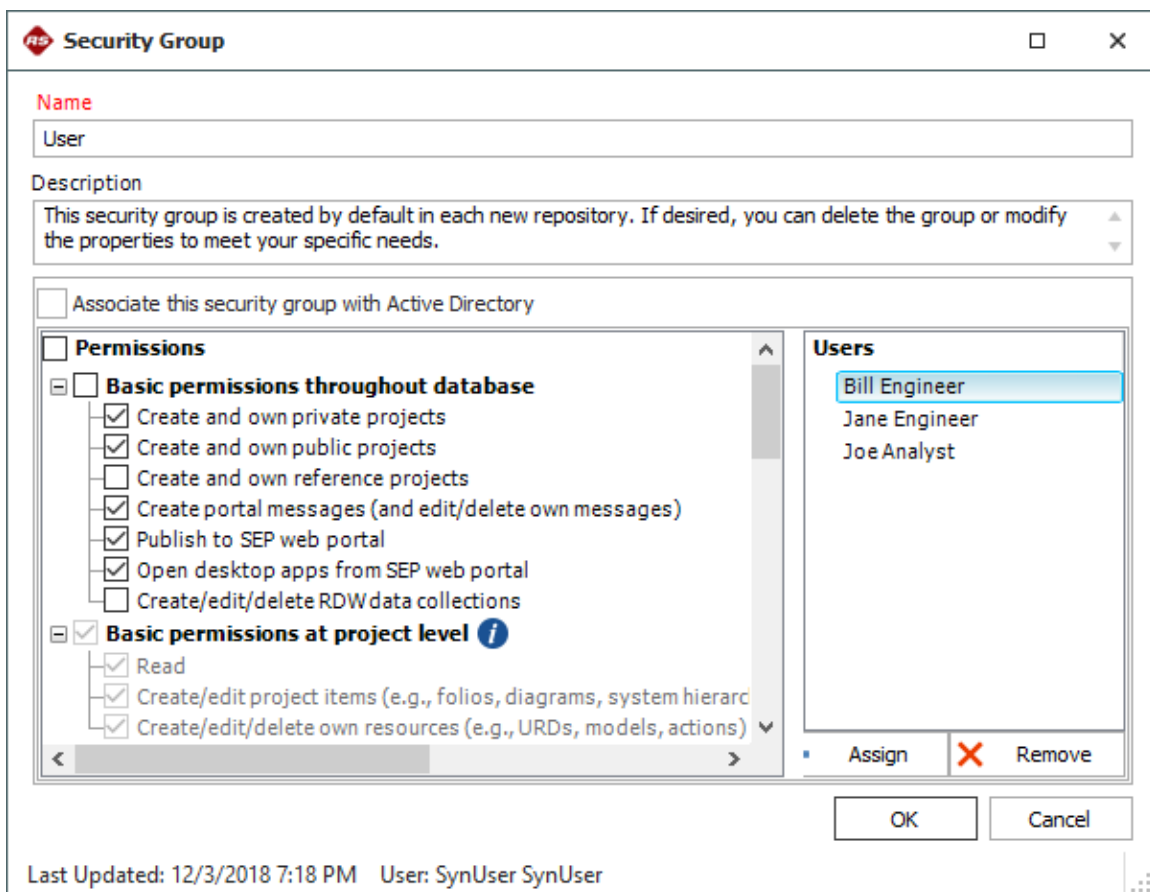 RS Security Group
Name
User
Description
This security group is created by default in each new repository. If desired, you can delete the group or modify
the properties to meet your specific needs.
Associate this security group with Active Directory
Permissions
Basic permissions throughout database
Create and own private projects
Create and own public projects
Create and own reference projects
Create portal messages (and edit/delete own messages)
Publish to SEP web portal
Open desktop apps from SEP web portal
Create/edit/delete RDW data collections
Basic permissions at project level i
Read
Create/edit project items (e.g., folios, diagrams, system hierarc
Create/edit/delete own resources (e.g., URDs, models, actions)
Users
Bill Engineer
Jane Engineer
Joe Analyst
Assign Remove
OK Cancel
Last Updated: 12/3/2018 7:18 PM User: SynUser SynUser